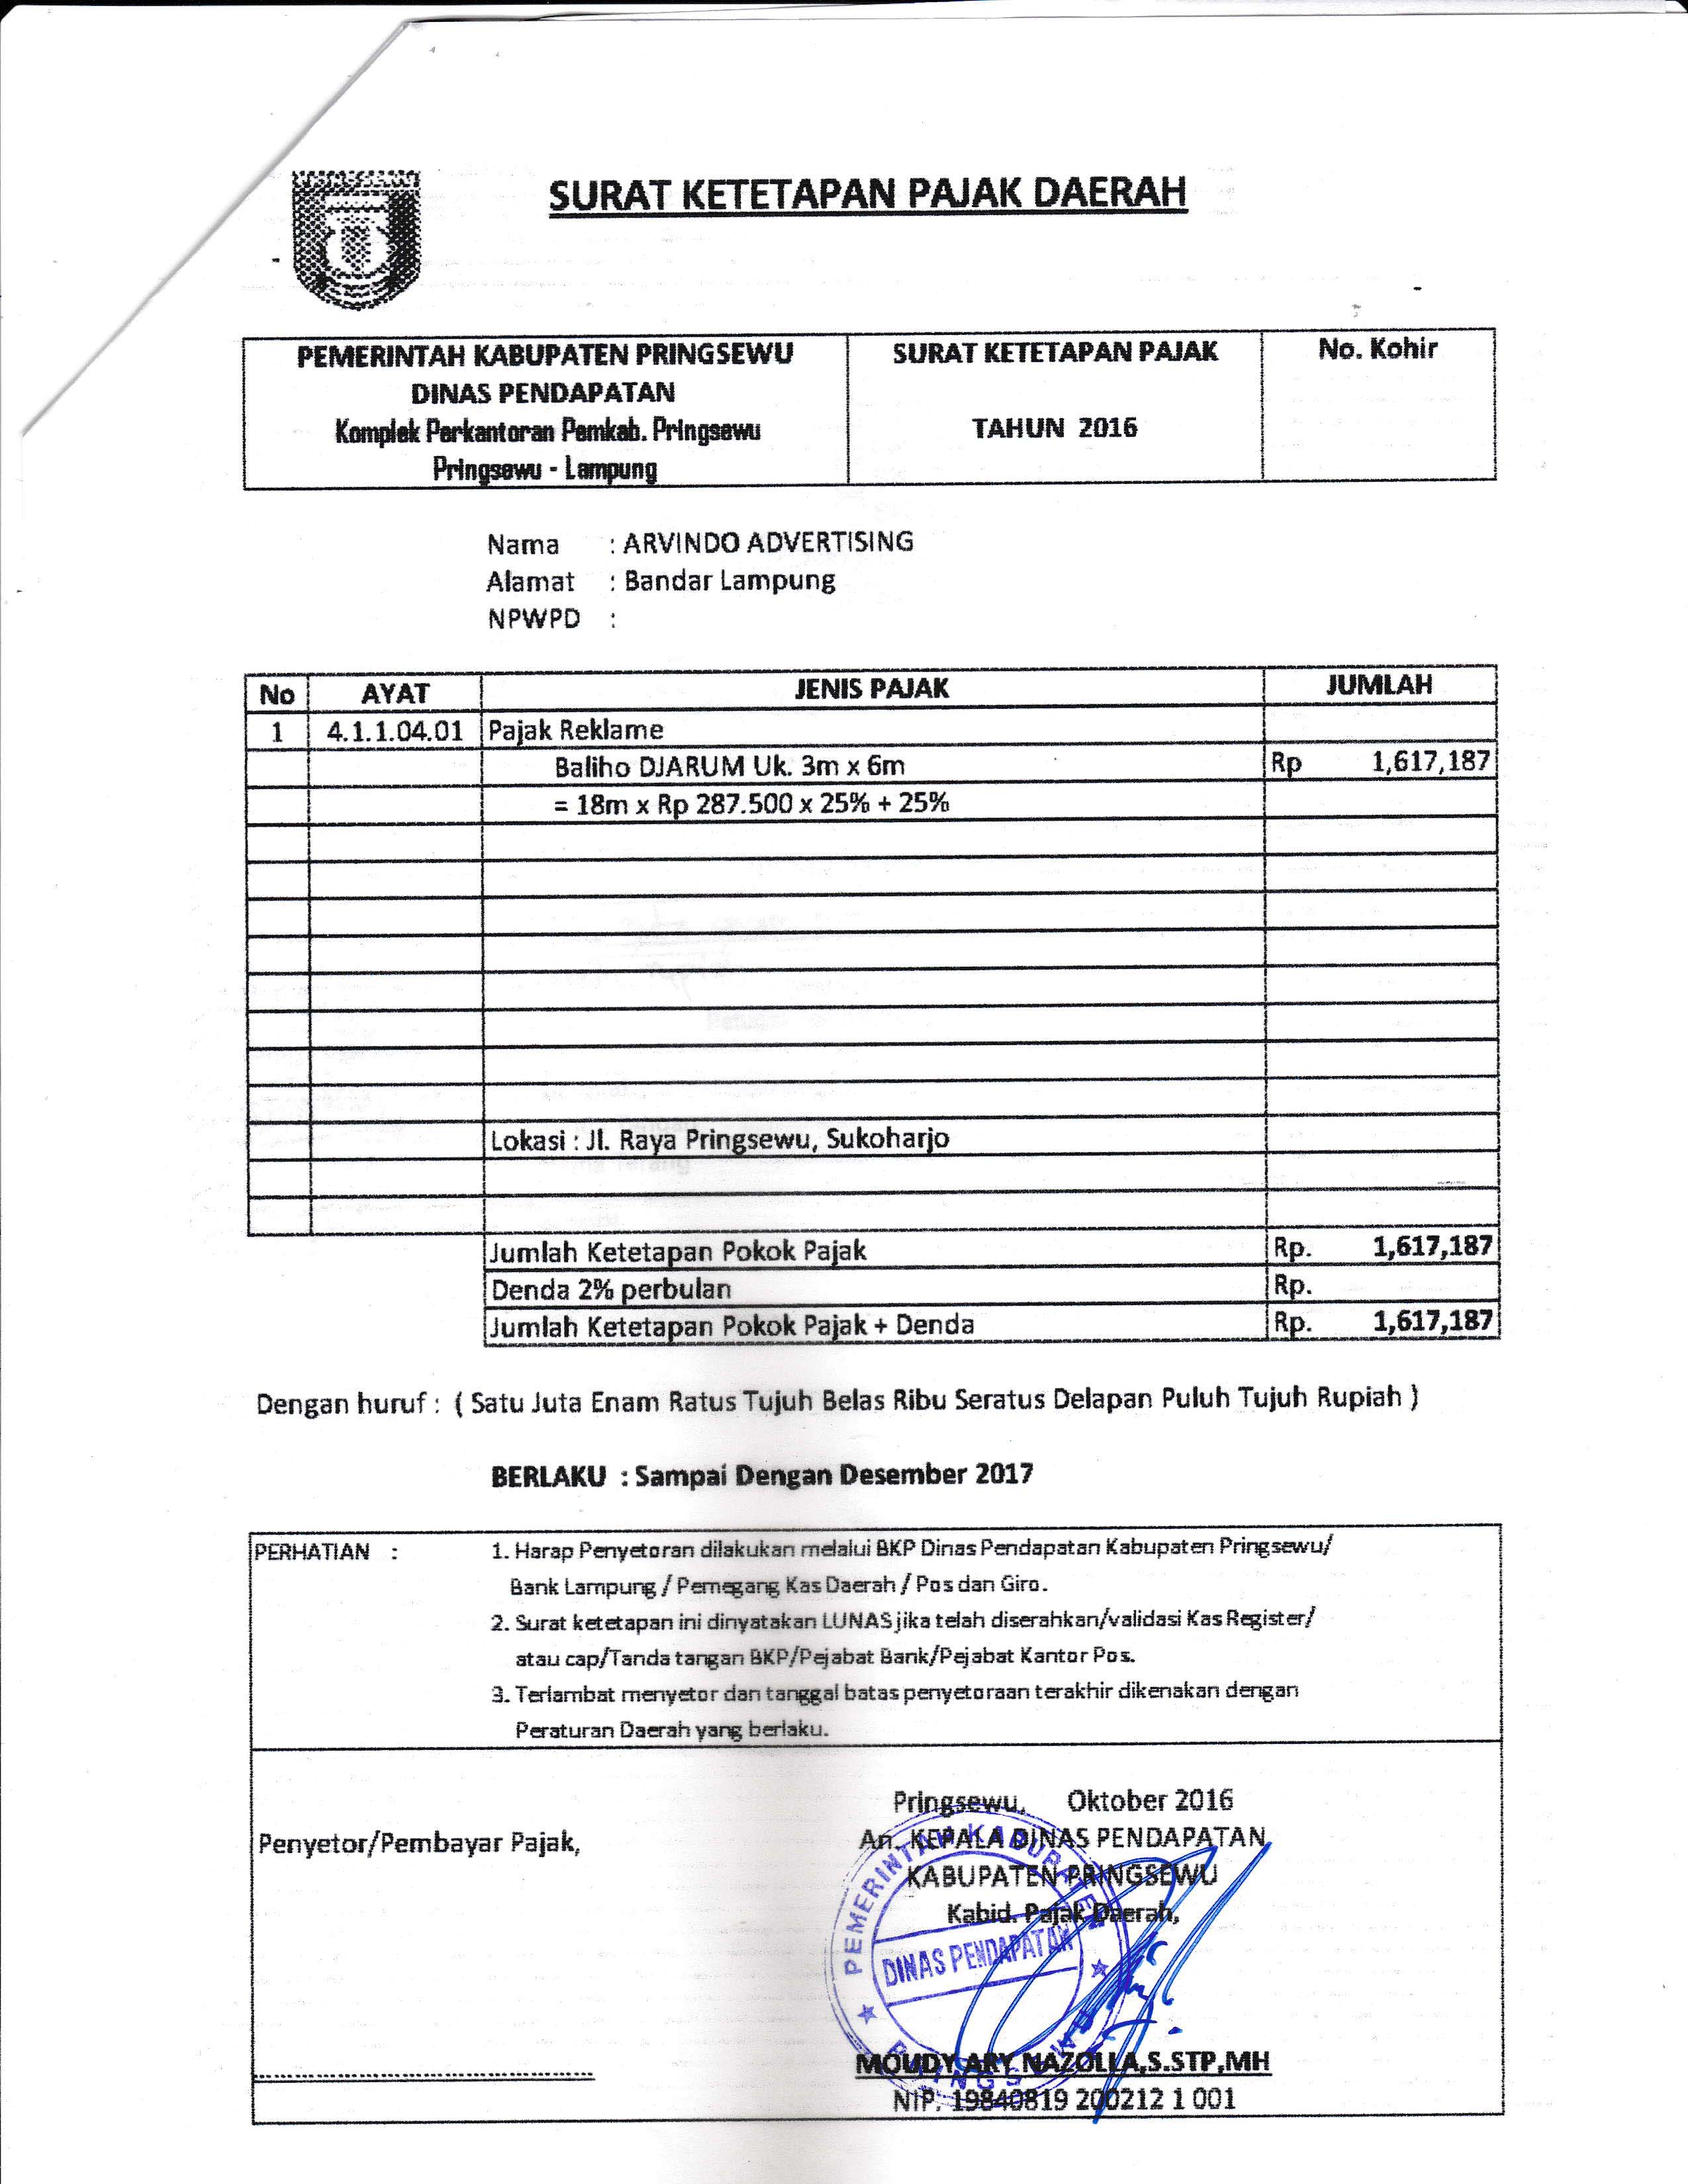 SURAT KETETAPAN PAJAK DAERAH
PEMERINTAH KABUPATEN PRINGSEWU
DINAS PENDAPATAN
Komplek Perkantoran Pemkab. Pringsewu
Pringsewu - Lampung
SURAT KETETAPAN PAJAK
TAHUN 2016
No. Kohir
Nama : ARVINDO ADVERTISING
Alamat : Bandar Lampung
NPWPD :
No AYAT JENIS PAJAK JUMLAH
1 4.1.1.04.01 Pajak Reklame
Baliho DJARUM Uk. 3m x 6m Rp 1,617,187
= 18m x Rp 287.500 x 25% + 25%
Lokasi : Jl. Raya Pringsewu, Sukoharjo
Jumlah Ketetapan Pokok Pajak Rp. 1,617,187
Denda 2% perbulan Rp.
Jumlah Ketetapan Pokok Pajak + Denda Rp. 1,617,187
Dengan huruf : ( Satu Juta Enam Ratus Tujuh Belas Ribu Seratus Delapan Puluh Tujuh Rupiah )
BERLAKU : Sampai Dengan Desember 2017
PERHATIAN : 1. Harap Penyetoran dilakukan melalui BKP Dinas Pendapatan Kabupaten Pringsewu/
Bank Lampung / Pemegang Kas Daerah / Pos dan Giro.
2. Surat ketetapan ini dinyatakan LUNAS jika telah diserahkan/validasi Kas Register/
atau cap/Tanda tangan BKP/Pejabat Bank/Pejabat Kantor Pos.
3. Terlambat menyetor dan tanggal batas penyetoraan terakhir dikenakan dengan
Peraturan Daerah yang berlaku.
Penyetor/Pembayar Pajak,
Pringsewu, Oktober 2016
An. KEPALA DINAS PENDAPATAN
KABUPATEN PRINGSEWU
Kabid. Pajak Daerah,
PEMERINTAH KABUPATEN
DINAS PENDAPATAN
PRINGSEWU
MOUDY ARY NAZOLLA,S.STP,MH
NIP. 19840819 200212 1 001